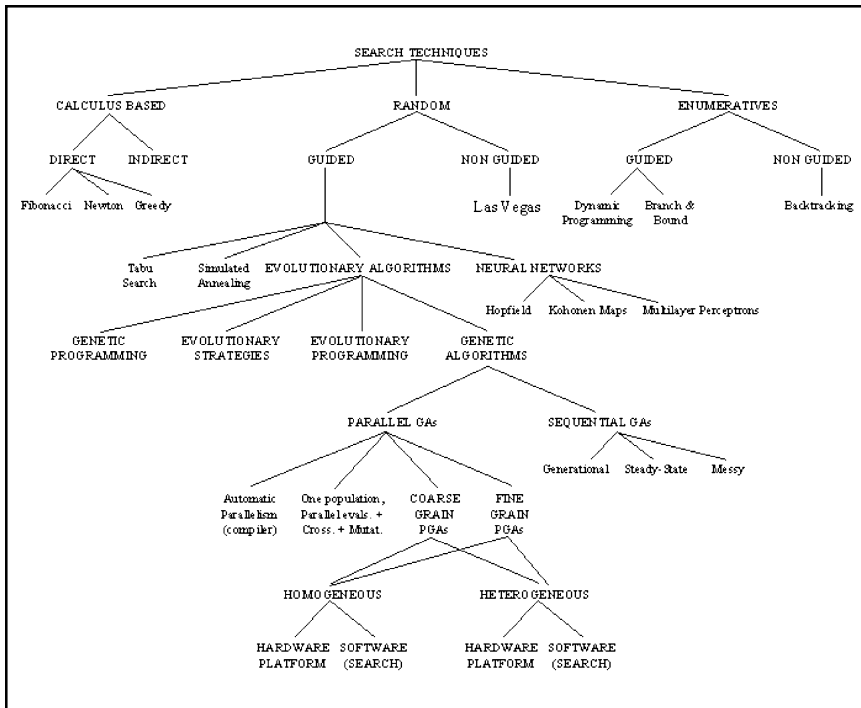 SEARCH TECHNIQUES
CALCULUS BASED RANDOM ENUMERATIVES
DIRECT INDIRECT GUIDED NON GUIDED GUIDED NON GUIDED
Fibonacci Newton Greedy Las Vegas Dynamic Programming Branch & Bound Backtracking
Tabu Search Simulated Annealing EVOLUTIONARY ALGORITHMS NEURAL NETWORKS
Hopfield Kohonen Maps Multilayer Perceptrons
GENETIC PROGRAMMING EVOLUTIONARY STRATEGIES EVOLUTIONARY PROGRAMMING GENETIC ALGORITHMS
PARALLEL GAs SEQUENTIAL GAs
Generational Steady-State Messy
Automatic Parallelism (compiler) One population, Parallel evals. + Cross. + Mutat. COARSE GRAIN PGAs FINE GRAIN PGAs
HOMOGENEOUS HETEROGENEOUS
HARDWARE PLATFORM SOFTWARE (SEARCH) HARDWARE PLATFORM SOFTWARE (SEARCH)